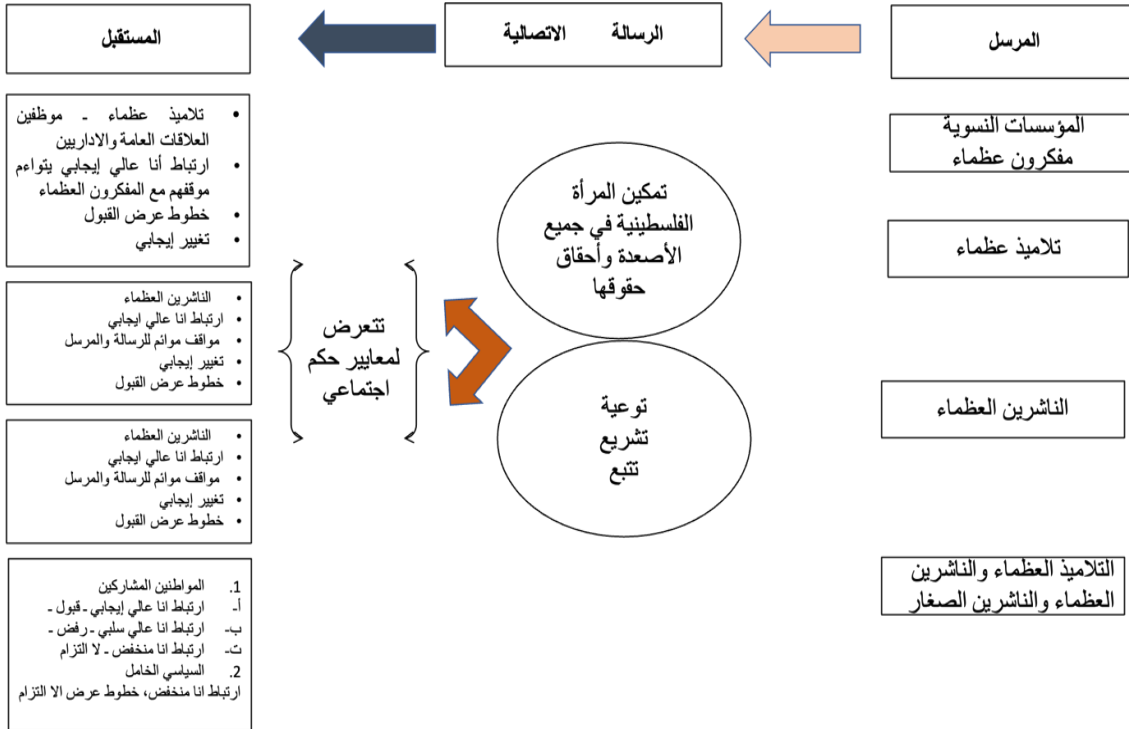 المرسل
الرسالة الاتصالية
المستقبل
المؤسسات النسوية
مفكرون عظماء
تلاميذ عظماء
الناشرين العظماء
التلاميذ العظماء والناشرين
العظماء والناشرين الصغار
تمكين المرأة
الفلسطينية في جميع
الأصعدة وأحقاق
حقوقها
توعية
تشريع
تتبع
تتعرض
لمعايير حكم
اجتماعي
• تلاميذ عظماء ـ موظفين
العلاقات العامة والاداريين
• ارتباط أنا عالي إيجابي يتواءم
موقفهم مع المفكرون العظماء
• خطوط عرض القبول
• تغيير إيجابي
• الناشرين العظماء
• ارتباط انا عالي ايجابي
• مواقف موائم للرسالة والمرسل
• تغيير إيجابي
• خطوط عرض القبول
• الناشرين العظماء
• ارتباط انا عالي ايجابي
• مواقف موائم للرسالة والمرسل
• تغيير إيجابي
• خطوط عرض القبول
1. المواطنين المشاركين
أ- ارتباط انا عالي إيجابي ـ قبول ـ
ب- ارتباط انا عالي سلبي ـ رفض ـ
ت- ارتباط انا منخفض ـ لا التزام
2. السياسي الخامل
ارتباط انا منخفض، خطوط عرض الا التزام